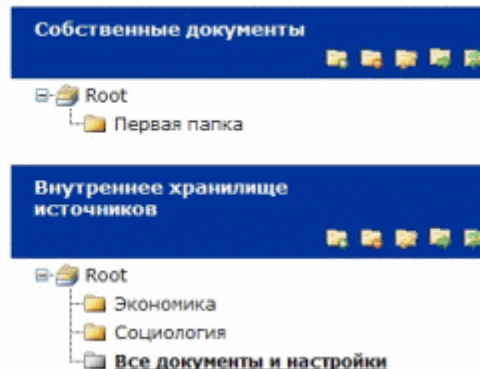 Собственные документы
Root
Первая папка
Внутреннее хранилище
источников
Root
Экономика
Социология
Все документы и настройки